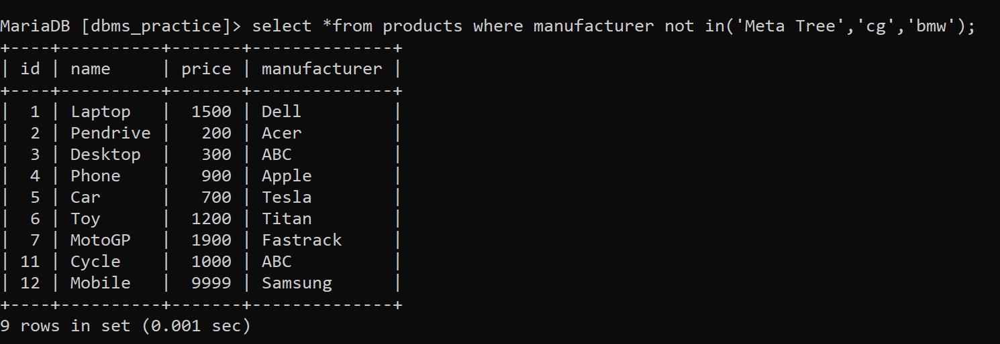 MariaDB [dbms_practice]> select *from products where manufacturer not in('Meta Tree','cg','bmw');
+----+----------+-------+--------------+
| id | name     | price | manufacturer |
+----+----------+-------+--------------+
|  1 | Laptop   |  1500 | Dell         |
|  2 | Pendrive |   200 | Acer         |
|  3 | Desktop  |   300 | ABC          |
|  4 | Phone    |   900 | Apple        |
|  5 | Car      |   700 | Tesla        |
|  6 | Toy      |  1200 | Titan        |
|  7 | MotoGP   |  1900 | Fastrack     |
| 11 | Cycle    |  1000 | ABC          |
| 12 | Mobile   |  9999 | Samsung      |
+----+----------+-------+--------------+
9 rows in set (0.001 sec)